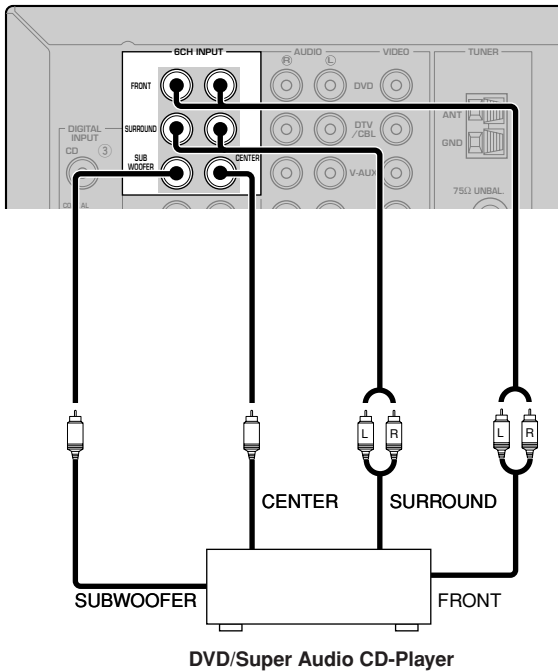 6CH INPUT
AUDIO
VIDEO
TUNER
R
L
FRONT
DVD
ANT
DIGITAL
INPUT
SURROUND
DTV
/CBL
GND
CD
3
SUB
WOOFER
CENTER
V-AUX
75Ω UNBAL.
L
R
L
R
CENTER
SURROUND
SUBWOOFER
FRONT
DVD/Super Audio CD-Player